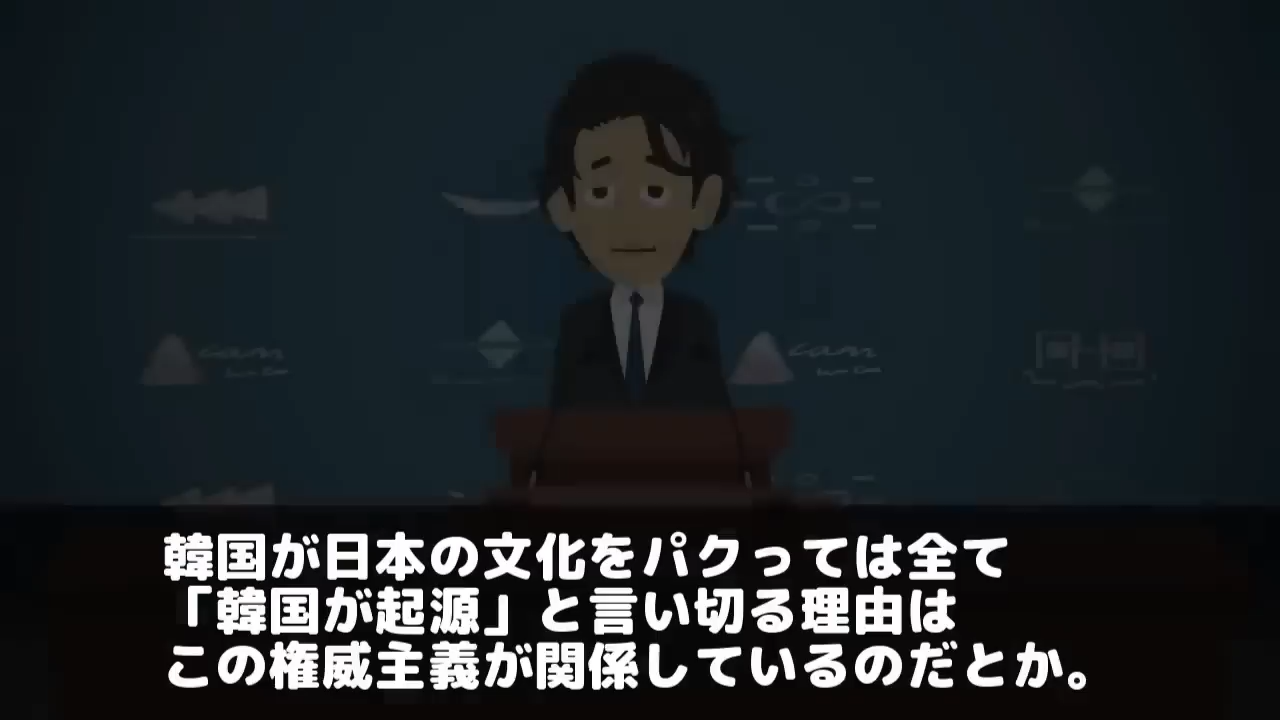 韓国が日本の文化をパクっては全て
「韓国が起源」と言い切る理由は
この権威主義が関係しているのだとか。